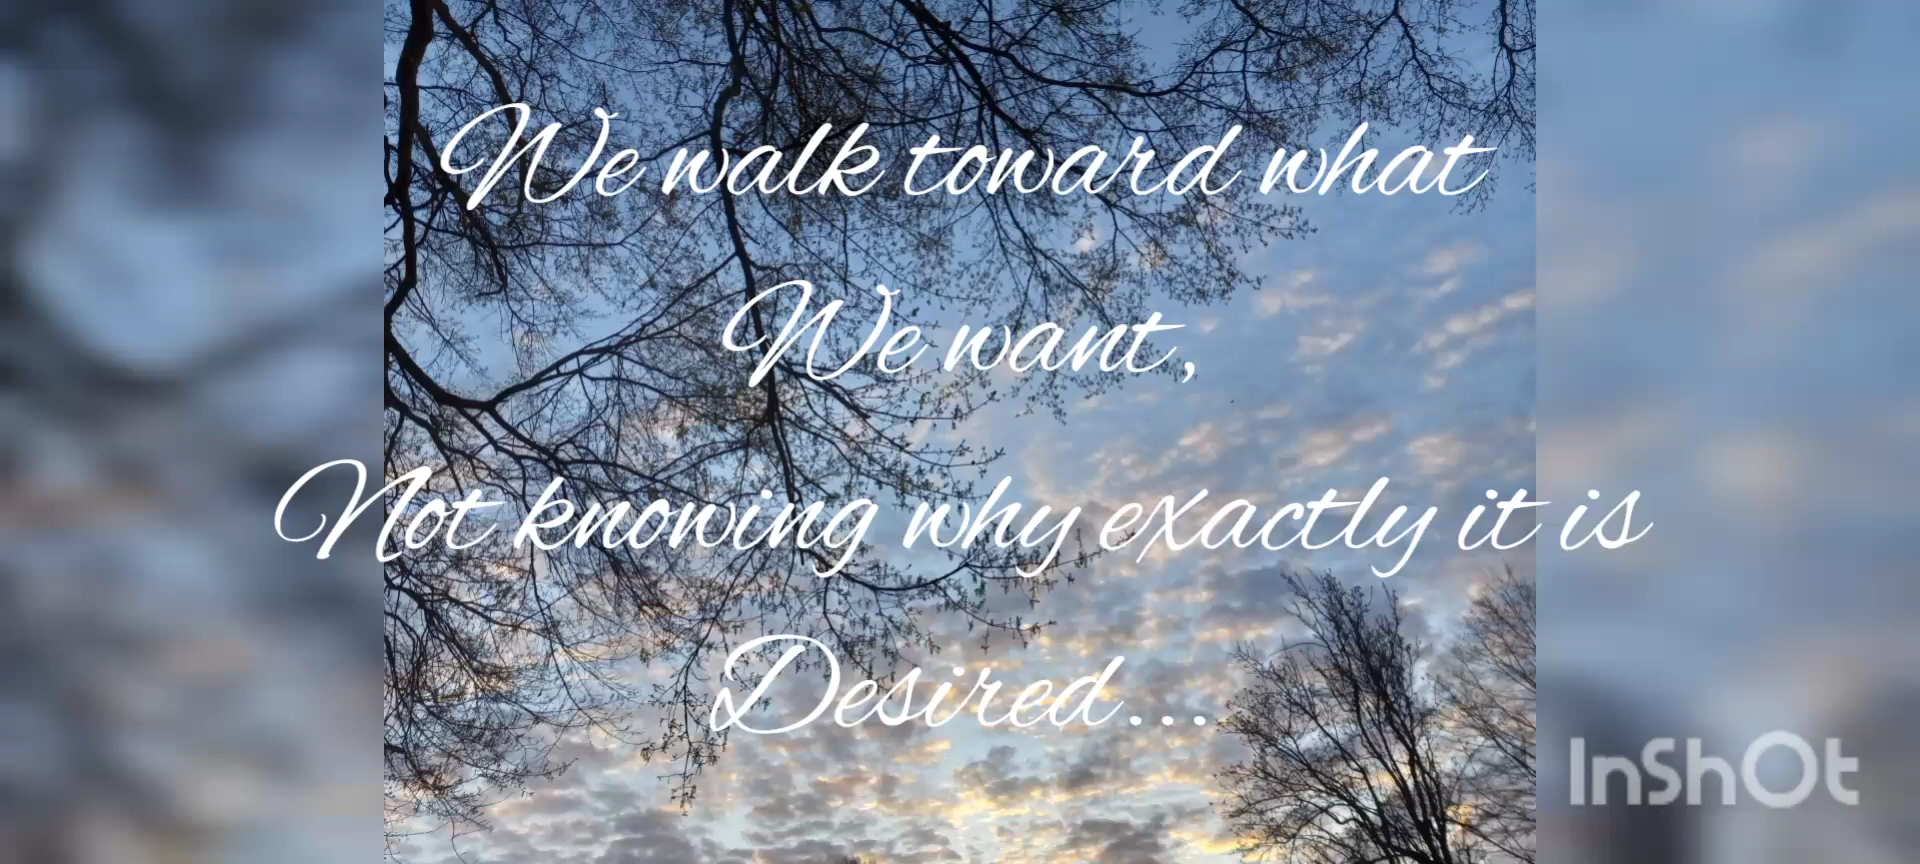 We walk toward what
We want,
Not knowing why exactly it is
Desired...
InShOt